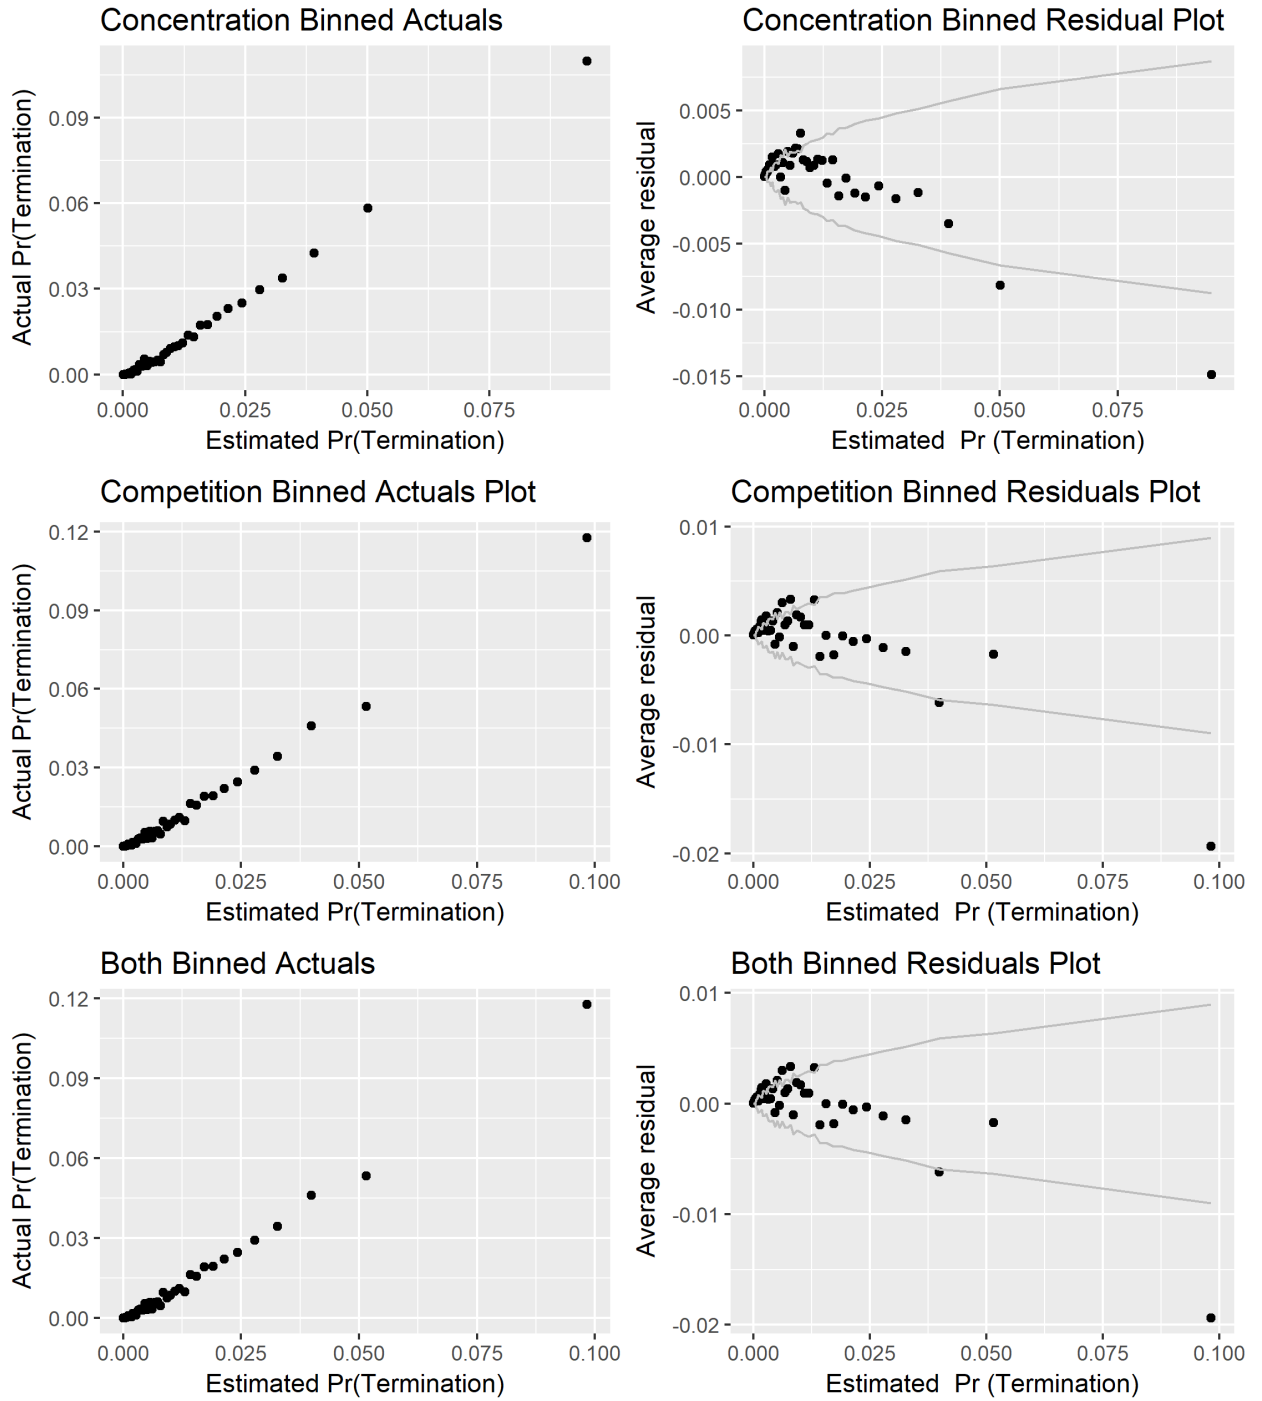 Concentration Binned Actuals
Actual Pr(Termination)
0.09
0.06
0.03
0.00
0.000 0.025 0.050 0.075
Estimated Pr(Termination)
Concentration Binned Residual Plot
Average residual
0.005
0.000
-0.005
-0.010
-0.015
0.000 0.025 0.050 0.075
Estimated  Pr (Termination)
Competition Binned Actuals Plot
Actual Pr(Termination)
0.12
0.09
0.06
0.03
0.00
0.000 0.025 0.050 0.075 0.100
Estimated Pr(Termination)
Competition Binned Residuals Plot
Average residual
0.01
0.00
-0.01
-0.02
0.000 0.025 0.050 0.075 0.100
Estimated  Pr (Termination)
Both Binned Actuals
Actual Pr(Termination)
0.12
0.09
0.06
0.03
0.00
0.000 0.025 0.050 0.075 0.100
Estimated Pr(Termination)
Both Binned Residuals Plot
Average residual
0.01
0.00
-0.01
-0.02
0.000 0.025 0.050 0.075 0.100
Estimated  Pr (Termination)